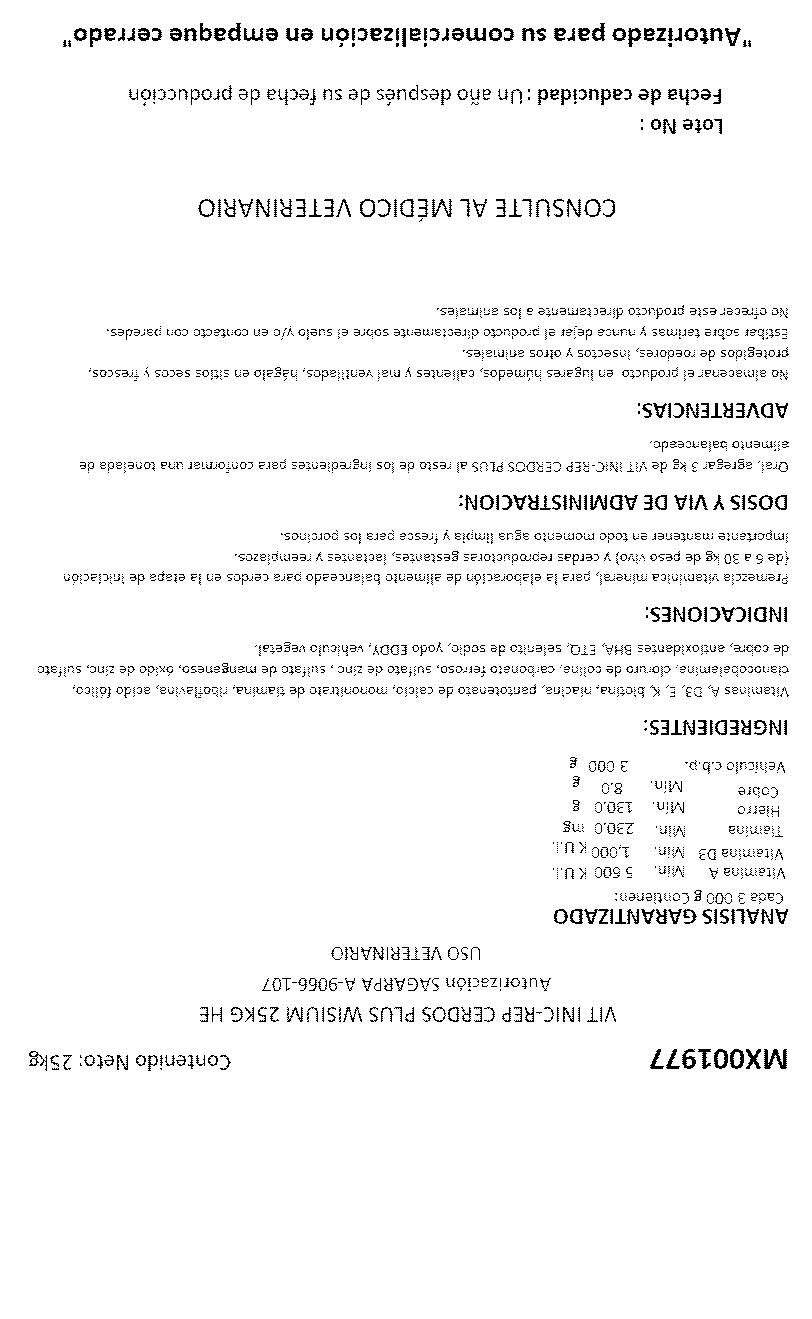 MX001977 Contenido Neto: 25kg
VIT INIC-REP CERDOS PLUS WISIUM 25KG HE
Autorización SAGARPA A-9066-107
USO VETERINARIO
ANALISIS GARANTIZADO
Cada 3 000 g Contienen:
Vitamina A Min. 5 600 K U.I.
Vitamina D3 Min. 1,000 K U.I.
Tiamina Min. 230.0 mg
Hierro Min. 130.0 g
Cobre Min. 8.0 g
Vehiculo c.b.p. 3 000 g
INGREDIENTES:
Vitaminas A, D3, E, K, biotina, niacina, pantotenato de calcio, mononitrato de tiamina, riboflavina, acido fólico,
cianocobalamina, cloruro de colina, carbonato ferroso, sulfato de zinc , sulfato de manganeso, óxido de zinc, sulfato
de cobre, antioxidantes BHA, ETQ, selenito de sodio, yodo EDDY, vehiculo vegetal.
INDICACIONES:
Premezcla vitaminica mineral, para la elaboración de alimento balanceado para cerdos en la etapa de iniciación
(de 6 a 30 kg de peso vivo) y cerdas reproductoras gestantes, lactantes y reemplazos.
Importante mantener en todo momento agua limpia y fresca para los porcinos.
DOSIS Y VIA DE ADMINISTRACION:
Oral, agregar 3 kg de VIT INIC-REP CERDOS PLUS al resto de los ingredientes para conformar una tonelada de
alimento balanceado.
ADVERTENCIAS:
No almacenar el producto en lugares húmedos, calientes y mal ventilados, hágalo en sitios secos y frescos,
protegidos de roedores, insectos y otros animales.
Estibar sobre tarimas y nunca dejar el producto directamente sobre el suelo y/o en contacto con paredes.
No ofrecer este producto directamente a los animales.
CONSULTE AL MÉDICO VETERINARIO
Lote No :
Fecha de caducidad : Un año después de su fecha de producción
"Autorizado para su comercialización en empaque cerrado"